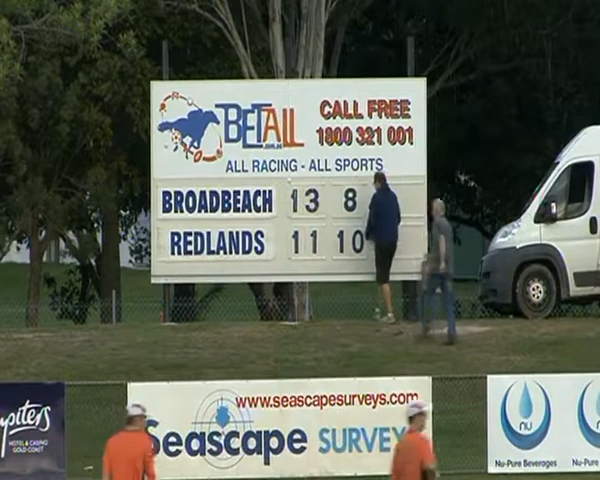 BETALL
.com.au
CALL FREE
1800 321 001
ALL RACING - ALL SPORTS
BROADBEACH 13 8
REDLANDS 11 10
Jupiters
HOTEL & CASINO
GOLD COAST
www.seascapesurveys.com
Seascape SURVEY
nu
Nu-Pure Beverages
nu
Nu-Pure